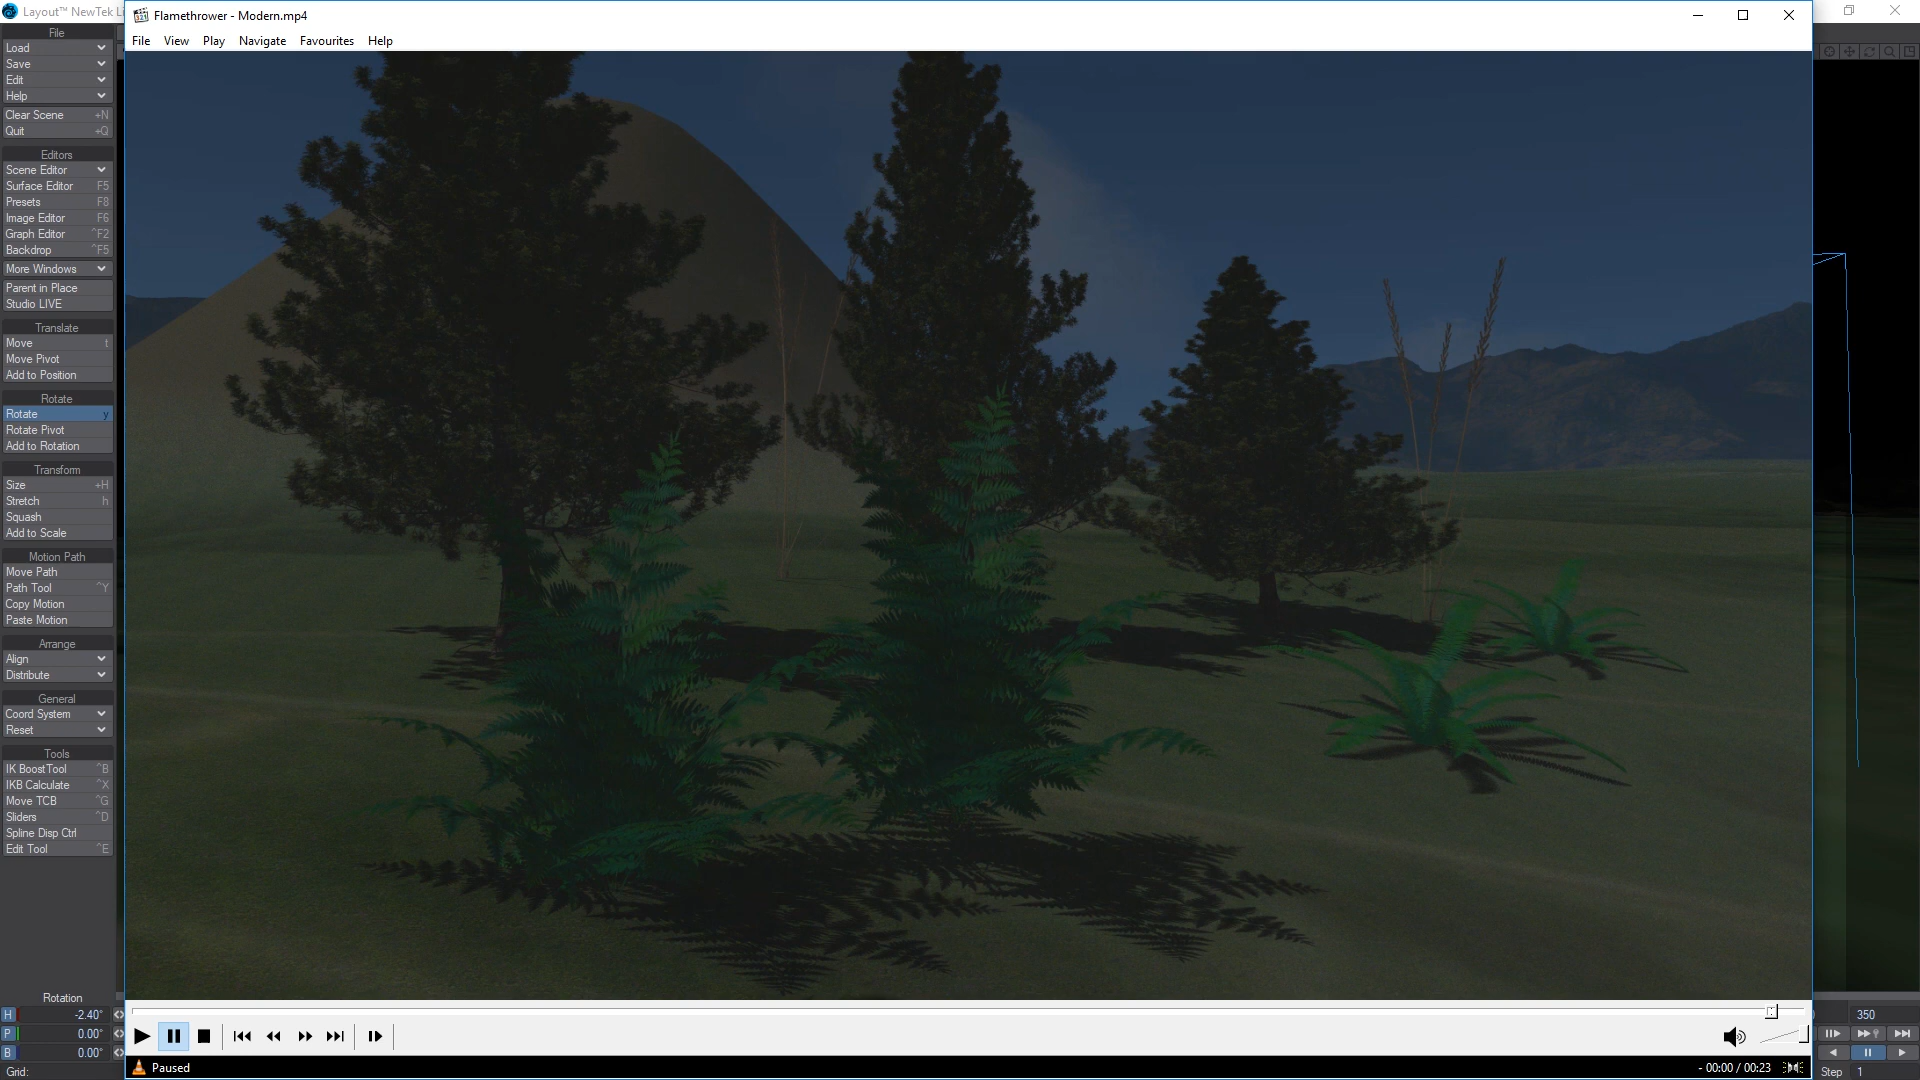 Layout™ NewTek Li
Flamethrower - Modern.mp4
File View Play Navigate Favourites Help
File
Load
Save
Edit
Help
Clear Scene +N
Quit +Q
Editors
Scene Editor
Surface Editor F5
Presets F8
Image Editor F6
Graph Editor ^F2
Backdrop ^F5
More Windows
Parent in Place
Studio LIVE
Translate
Move t
Move Pivot
Add to Position
Rotate
Rotate y
Rotate Pivot
Add to Rotation
Transform
Size +H
Stretch h
Squash
Add to Scale
Motion Path
Move Path
Path Tool ^Y
Copy Motion
Paste Motion
Arrange
Align
Distribute
General
Coord System
Reset
Tools
IK BoostTool ^B
IKB Calculate ^X
Move TCB ^G
Sliders ^D
Spline Disp Ctrl
Edit Tool ^E
Rotation
H -2.40°
P 0.00°
B 0.00°
Grid:
350
Step 1
Paused
- 00:00 / 00:23